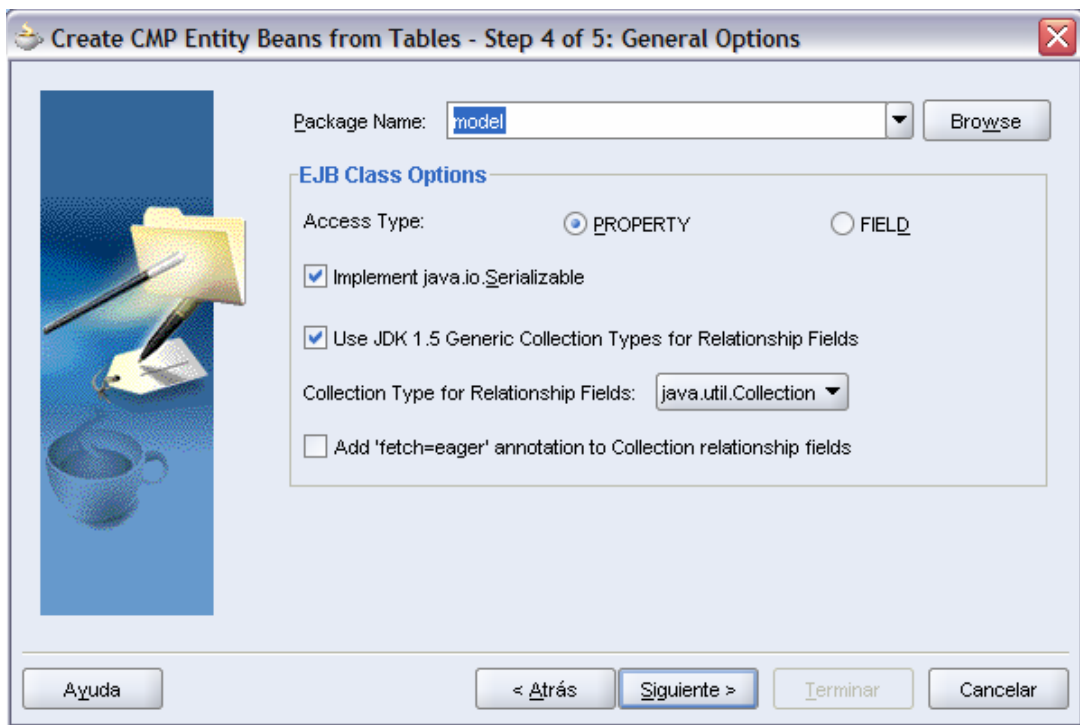 Create CMP Entity Beans from Tables - Step 4 of 5: General Options
Package Name: model Browse
EJB Class Options
Access Type: PROPERTY FIELD
Implement java.io.Serializable
Use JDK 1.5 Generic Collection Types for Relationship Fields
Collection Type for Relationship Fields: java.util.Collection
Add 'fetch=eager' annotation to Collection relationship fields
Ayuda < Atrás Siguiente > Terminar Cancelar